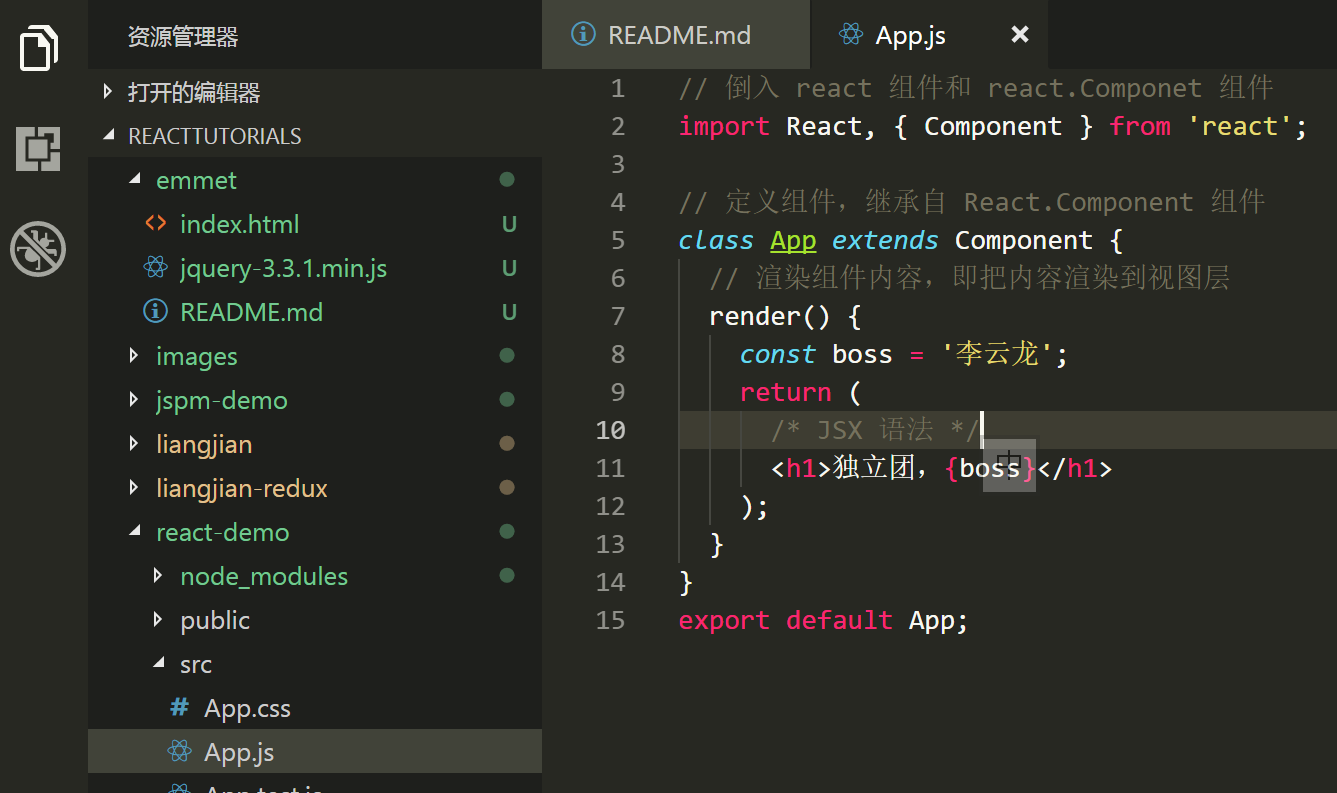 资源管理器
打开的编辑器
REACTTUTORIALS
emmet
index.html U
jquery-3.3.1.min.js U
README.md U
images
jspm-demo
liangjian
liangjian-redux
react-demo
node_modules
public
src
App.css
App.js
App.test.js
README.md
App.js
1 // 倒入 react 组件和 react.Componet 组件
2 import React, { Component } from 'react';
3
4 // 定义组件，继承自 React.Component 组件
5 class App extends Component {
6 // 渲染组件内容，即把内容渲染到视图层
7 render() {
8 const boss = '李云龙';
9 return (
10 /* JSX 语法 */
11 <h1>独立团，{boss}</h1>
中
12 );
13 }
14 }
15 export default App;